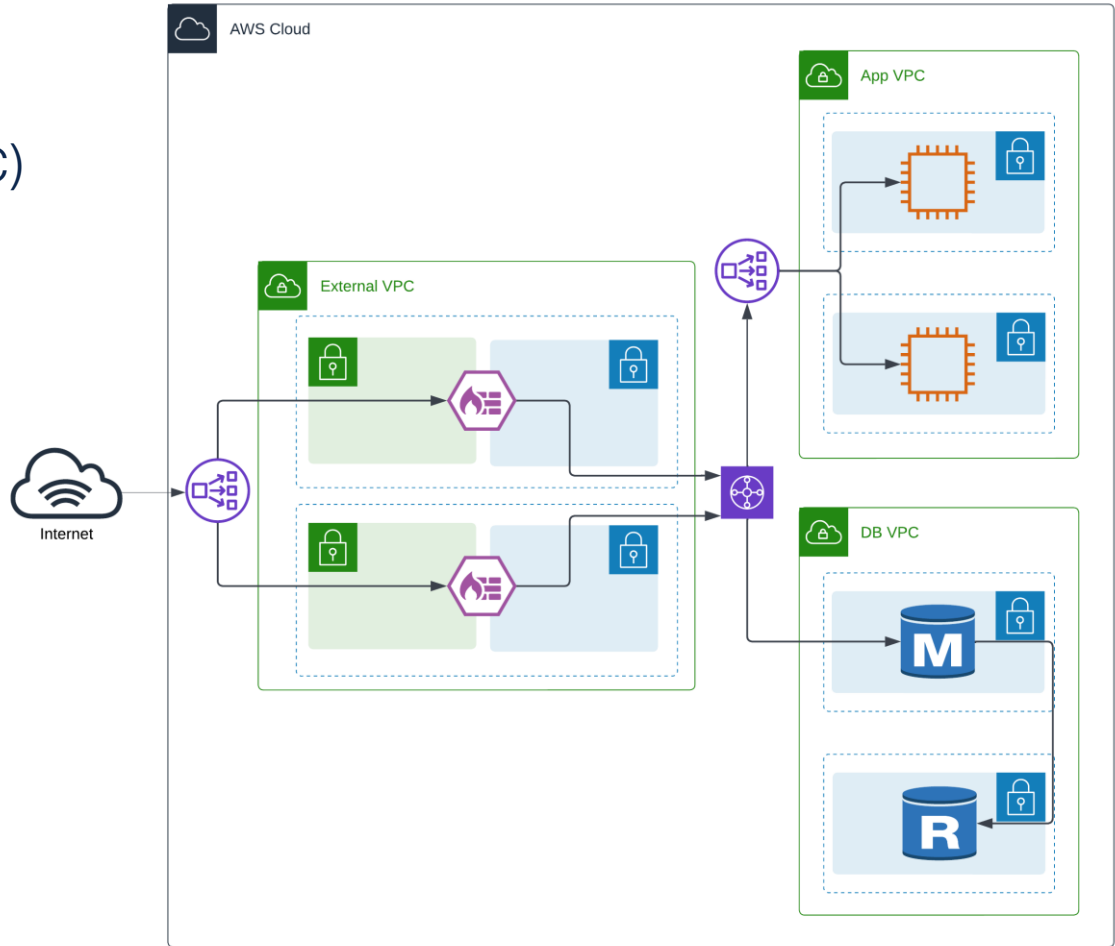 AWS Cloud
App VPC
C)
External VPC
Internet
DB VPC
M
R